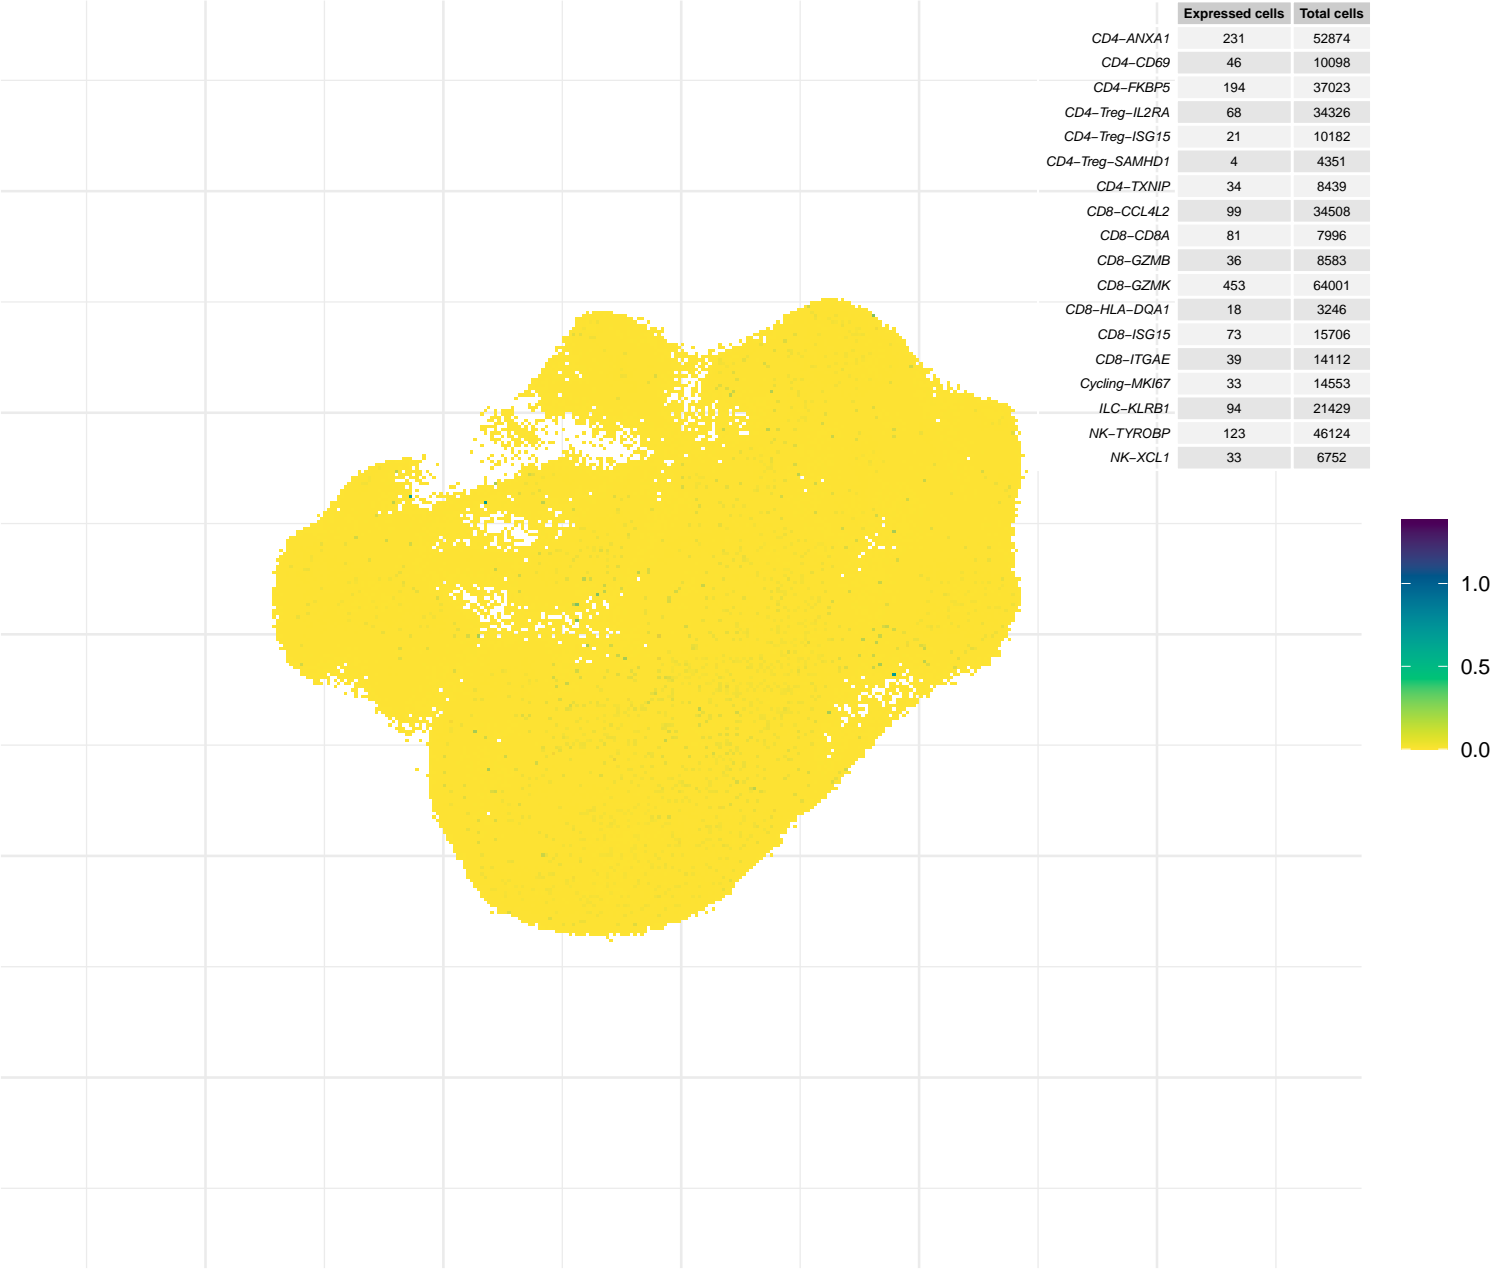 Expressed cells Total cells
CD4−ANXA1 231 52874
CD4−CD69 46 10098
CD4−FKBP5 194 37023
CD4−Treg−IL2RA 68 34326
CD4−Treg−ISG15 21 10182
CD4−Treg−SAMHD1 4 4351
CD4−TXNIP 34 8439
CD8−CCL4L2 99 34508
CD8−CD8A 81 7996
CD8−GZMB 36 8583
CD8−GZMK 453 64001
CD8−HLA−DQA1 18 3246
CD8−ISG15 73 15706
CD8−ITGAE 39 14112
Cycling−MKI67 33 14553
ILC−KLRB1 94 21429
NK−TYROBP 123 46124
NK−XCL1 33 6752
1.0
0.5
0.0